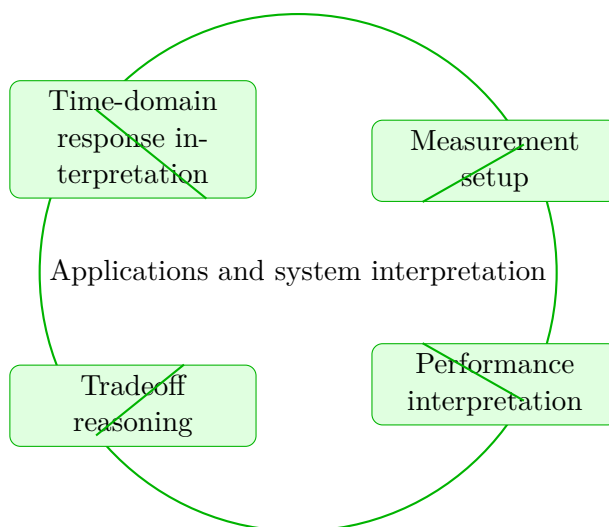 Time-domain
response in-
terpretation
Measurement
setup
Applications and system interpretation
Tradeoff
reasoning
Performance
interpretation